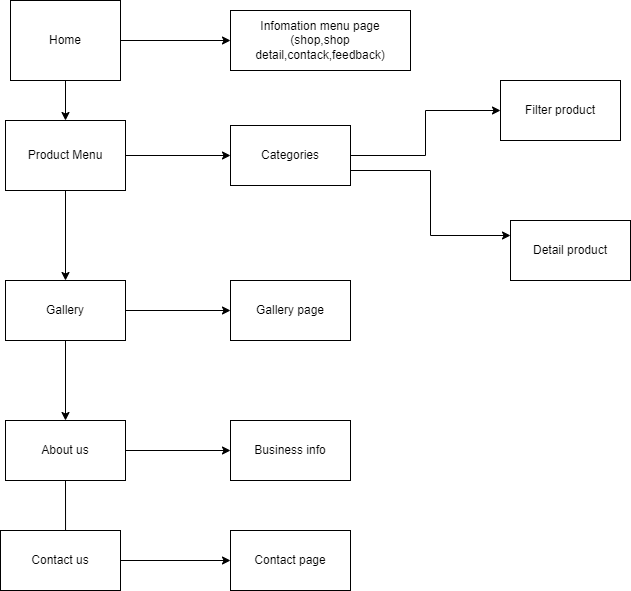 Home
Infomation menu page
(shop,shop
detail,contack,feedback)
Filter product
Product Menu
Categories
Detail product
Gallery
Gallery page
About us
Business info
Contact us
Contact page